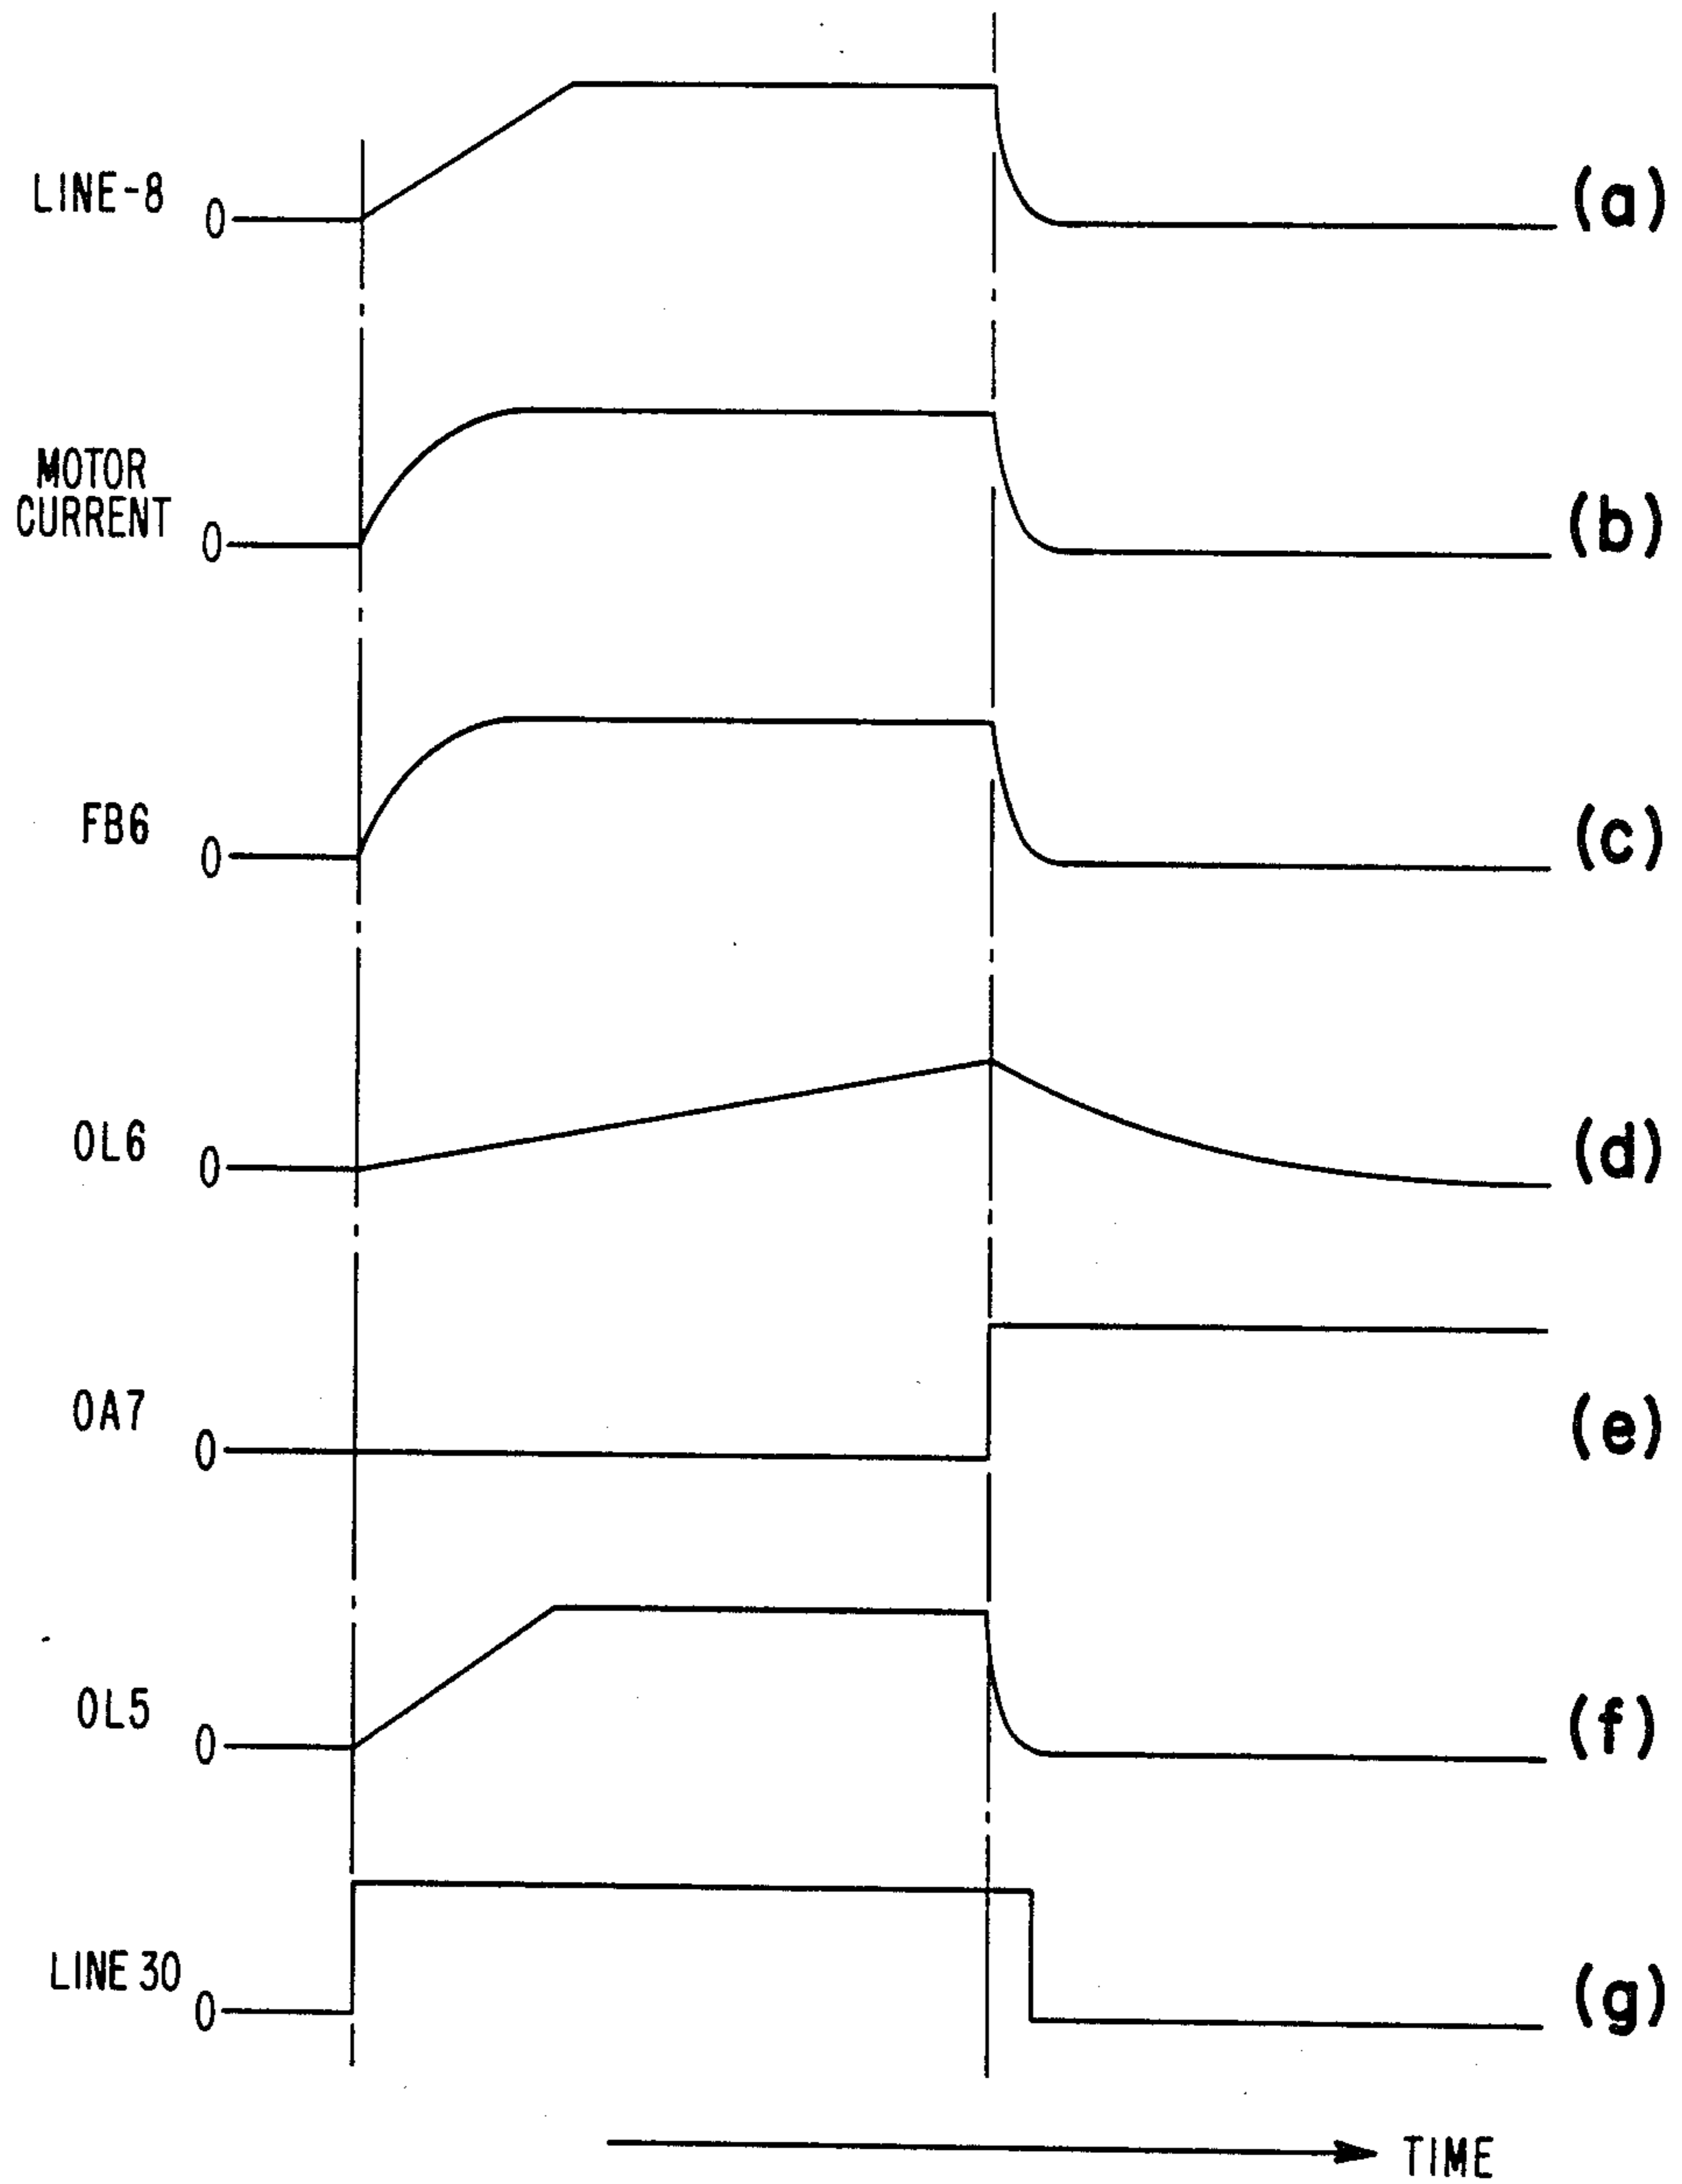 LINE-8
0
(a)
MOTOR
CURRENT
0
(b)
FB6
0
(c)
OL6
0
(d)
OA7
0
(e)
OL5
0
(f)
LINE 30
0
(g)
TIME